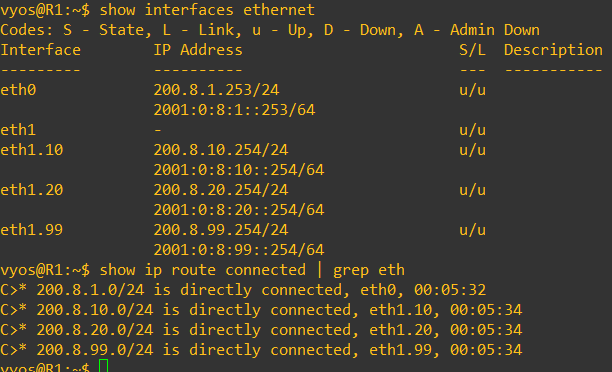 vyos@R1:~$ show interfaces ethernet
Codes: S - State, L - Link, u - Up, D - Down, A - Admin Down
Interface        IP Address                        S/L  Description
---------        ----------                        ---  -----------
eth0             200.8.1.253/24                    u/u
                 2001:0:8:1::253/64
eth1             -                                 u/u
eth1.10          200.8.10.254/24                   u/u
                 2001:0:8:10::254/64
eth1.20          200.8.20.254/24                   u/u
                 2001:0:8:20::254/64
eth1.99          200.8.99.254/24                   u/u
                 2001:0:8:99::254/64
vyos@R1:~$ show ip route connected | grep eth
C>* 200.8.1.0/24 is directly connected, eth0, 00:05:32
C>* 200.8.10.0/24 is directly connected, eth1.10, 00:05:34
C>* 200.8.20.0/24 is directly connected, eth1.20, 00:05:34
C>* 200.8.99.0/24 is directly connected, eth1.99, 00:05:34
vyos@R1:~$